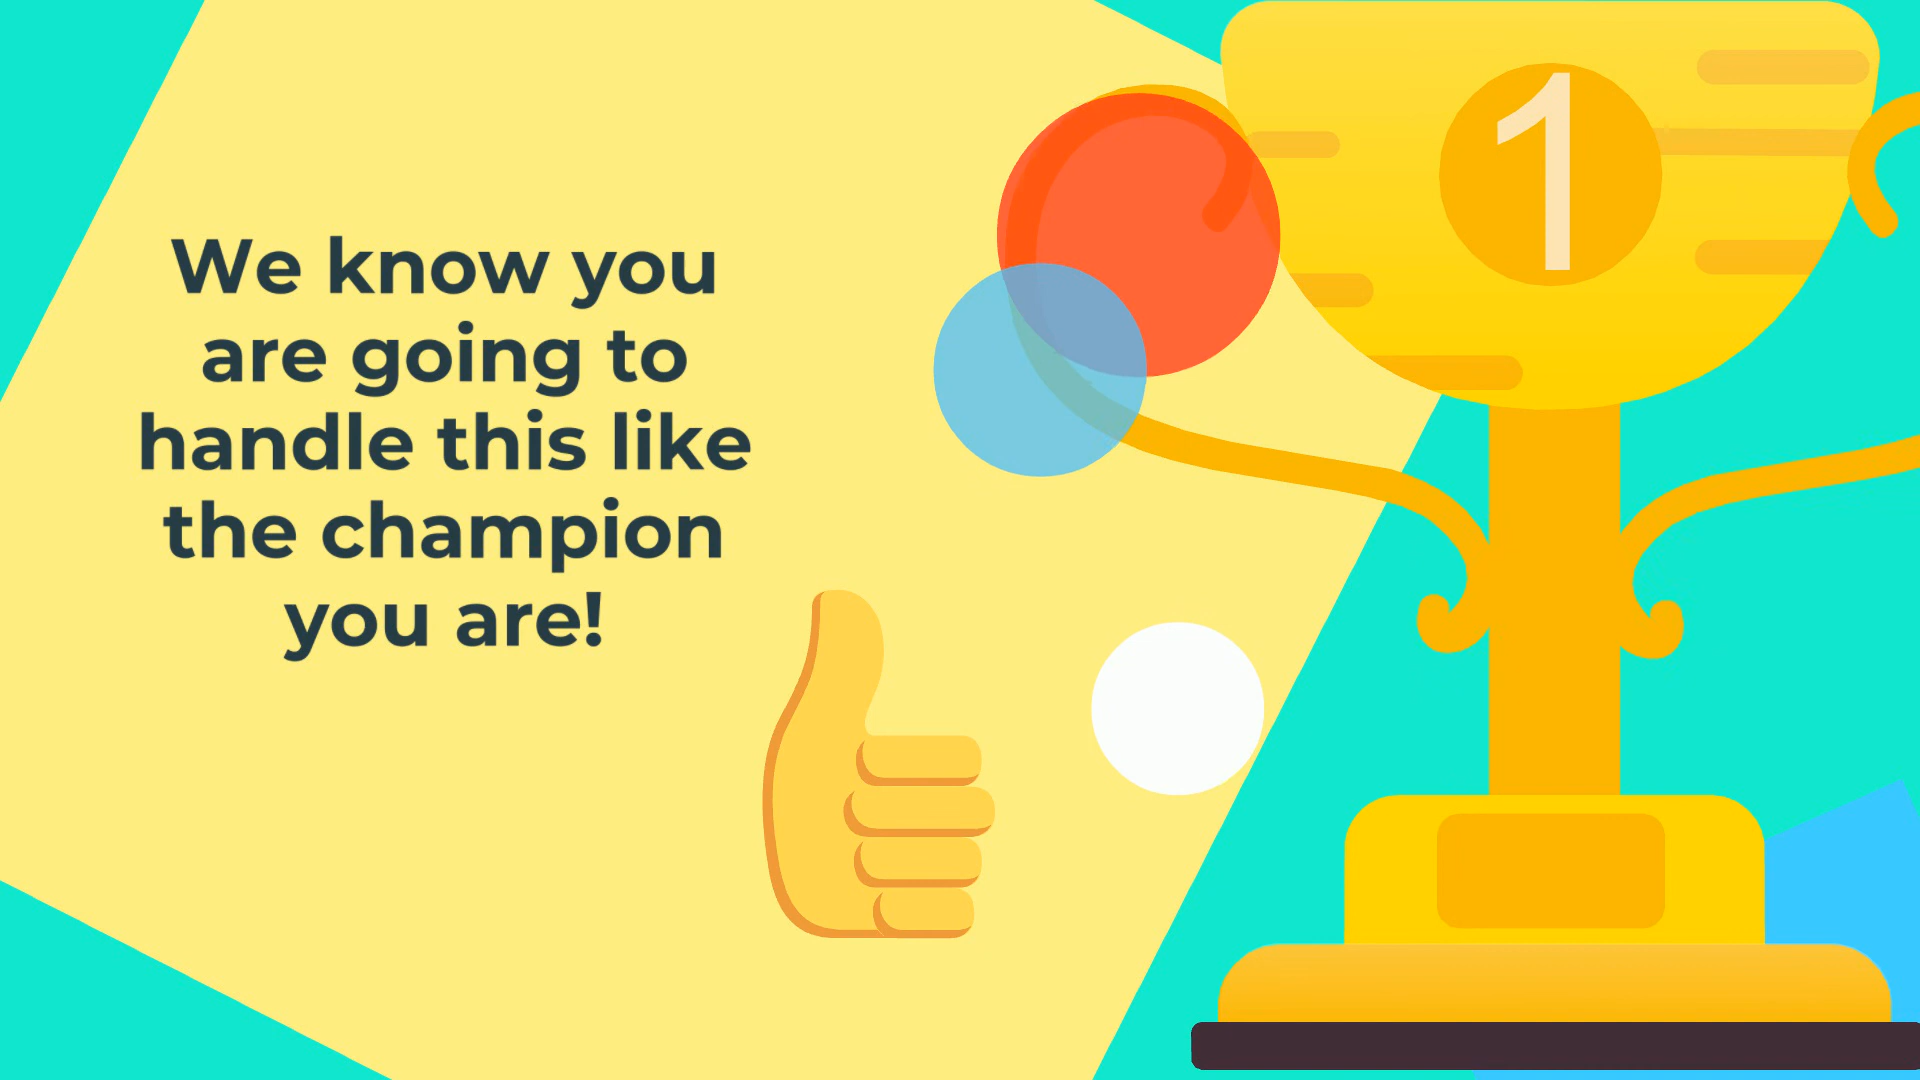 We know you
are going to
handle this like
the champion
you are!
1